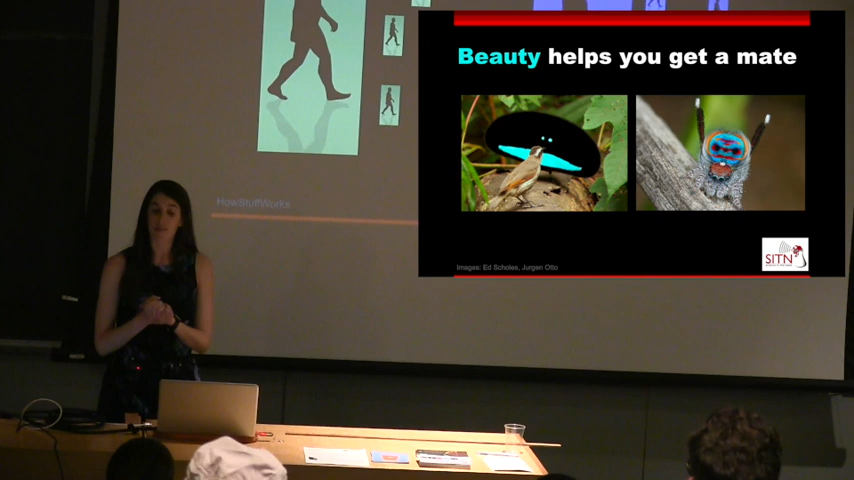 Beauty helps you get a mate
HowStuffWorks
Images: Ed Scholes, Jurgen Otto
SITN